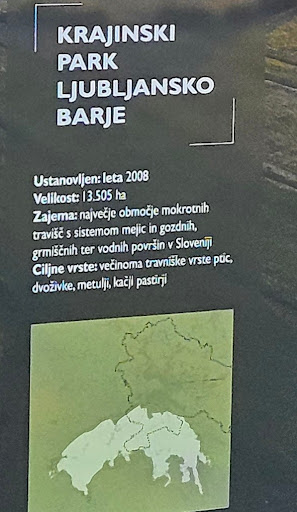 KRAJINSKI
PARK
LJUBLJANSKO
BARJE
Ustanovljen: leta 2008
Velikost: 13.505 ha
Zajema: največje območje mokrotnih
travišč s sistemom mejic in gozdnih,
grmiščnih ter vodnih površin v Sloveniji
Ciljne vrste: večinoma travniške vrste ptic,
dvoživke, metulji, kačji pastirji